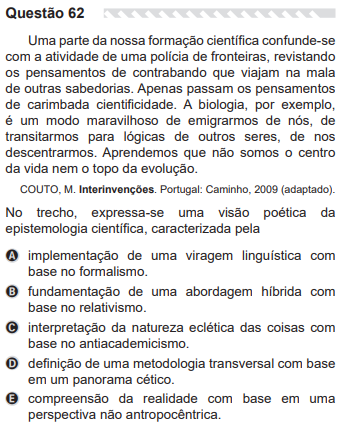 Questão 62
Uma parte da nossa formação científica confunde-se
com a atividade de uma polícia de fronteiras, revistando
os pensamentos de contrabando que viajam na mala
de outras sabedorias. Apenas passam os pensamentos
de carimbada cientificidade. A biologia, por exemplo,
é um modo maravilhoso de emigrarmos de nós, de
transitarmos para lógicas de outros seres, de nos
descentrarmos. Aprendemos que não somos o centro
da vida nem o topo da evolução.
COUTO, M. Interinvenções. Portugal: Caminho, 2009 (adaptado).
No trecho, expressa-se uma visão poética da
epistemologia científica, caracterizada pela
A implementação de uma viragem linguística com
base no formalismo.
B fundamentação de uma abordagem híbrida com
base no relativismo.
C interpretação da natureza eclética das coisas com
base no antiacademicismo.
D definição de uma metodologia transversal com base
em um panorama cético.
E compreensão da realidade com base em uma
perspectiva não antropocêntrica.